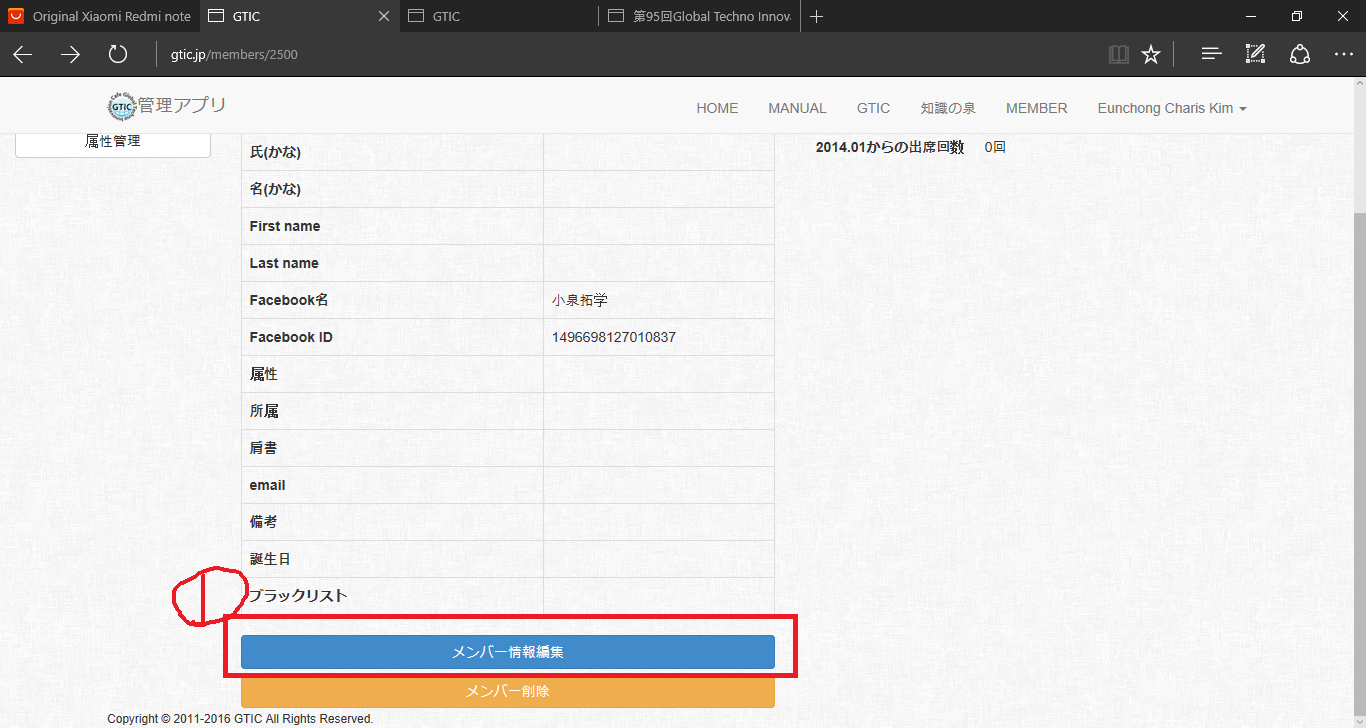 Original Xiaomi Redmi note
GTIC
GTIC
第95回Global Techno Innova
gtic.jp/members/2500
GTIC管理アプリ
HOME
MANUAL
GTIC
知識の泉
MEMBER
Eunchong Charis Kim
属性管理
氏(かな)
2014.01からの出席回数 0回
名(かな)
First name
Last name
Facebook名 小泉拓学
Facebook ID 1496698127010837
属性
所属
肩書
email
備考
誕生日
ブラックリスト
メンバー情報編集
メンバー削除
Copyright © 2011-2016 GTIC All Rights Reserved.